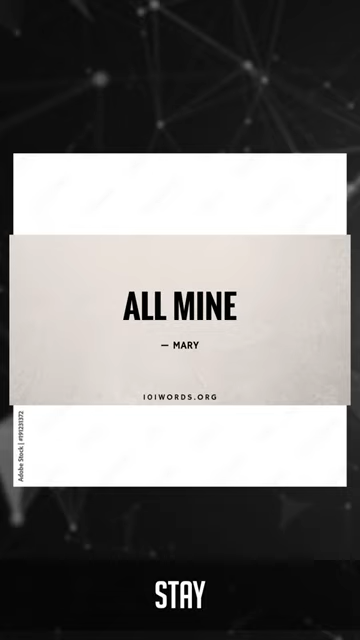 ALL MINE
— MARY
101WORDS.ORG
Adobe Stock | #191231372
STAY